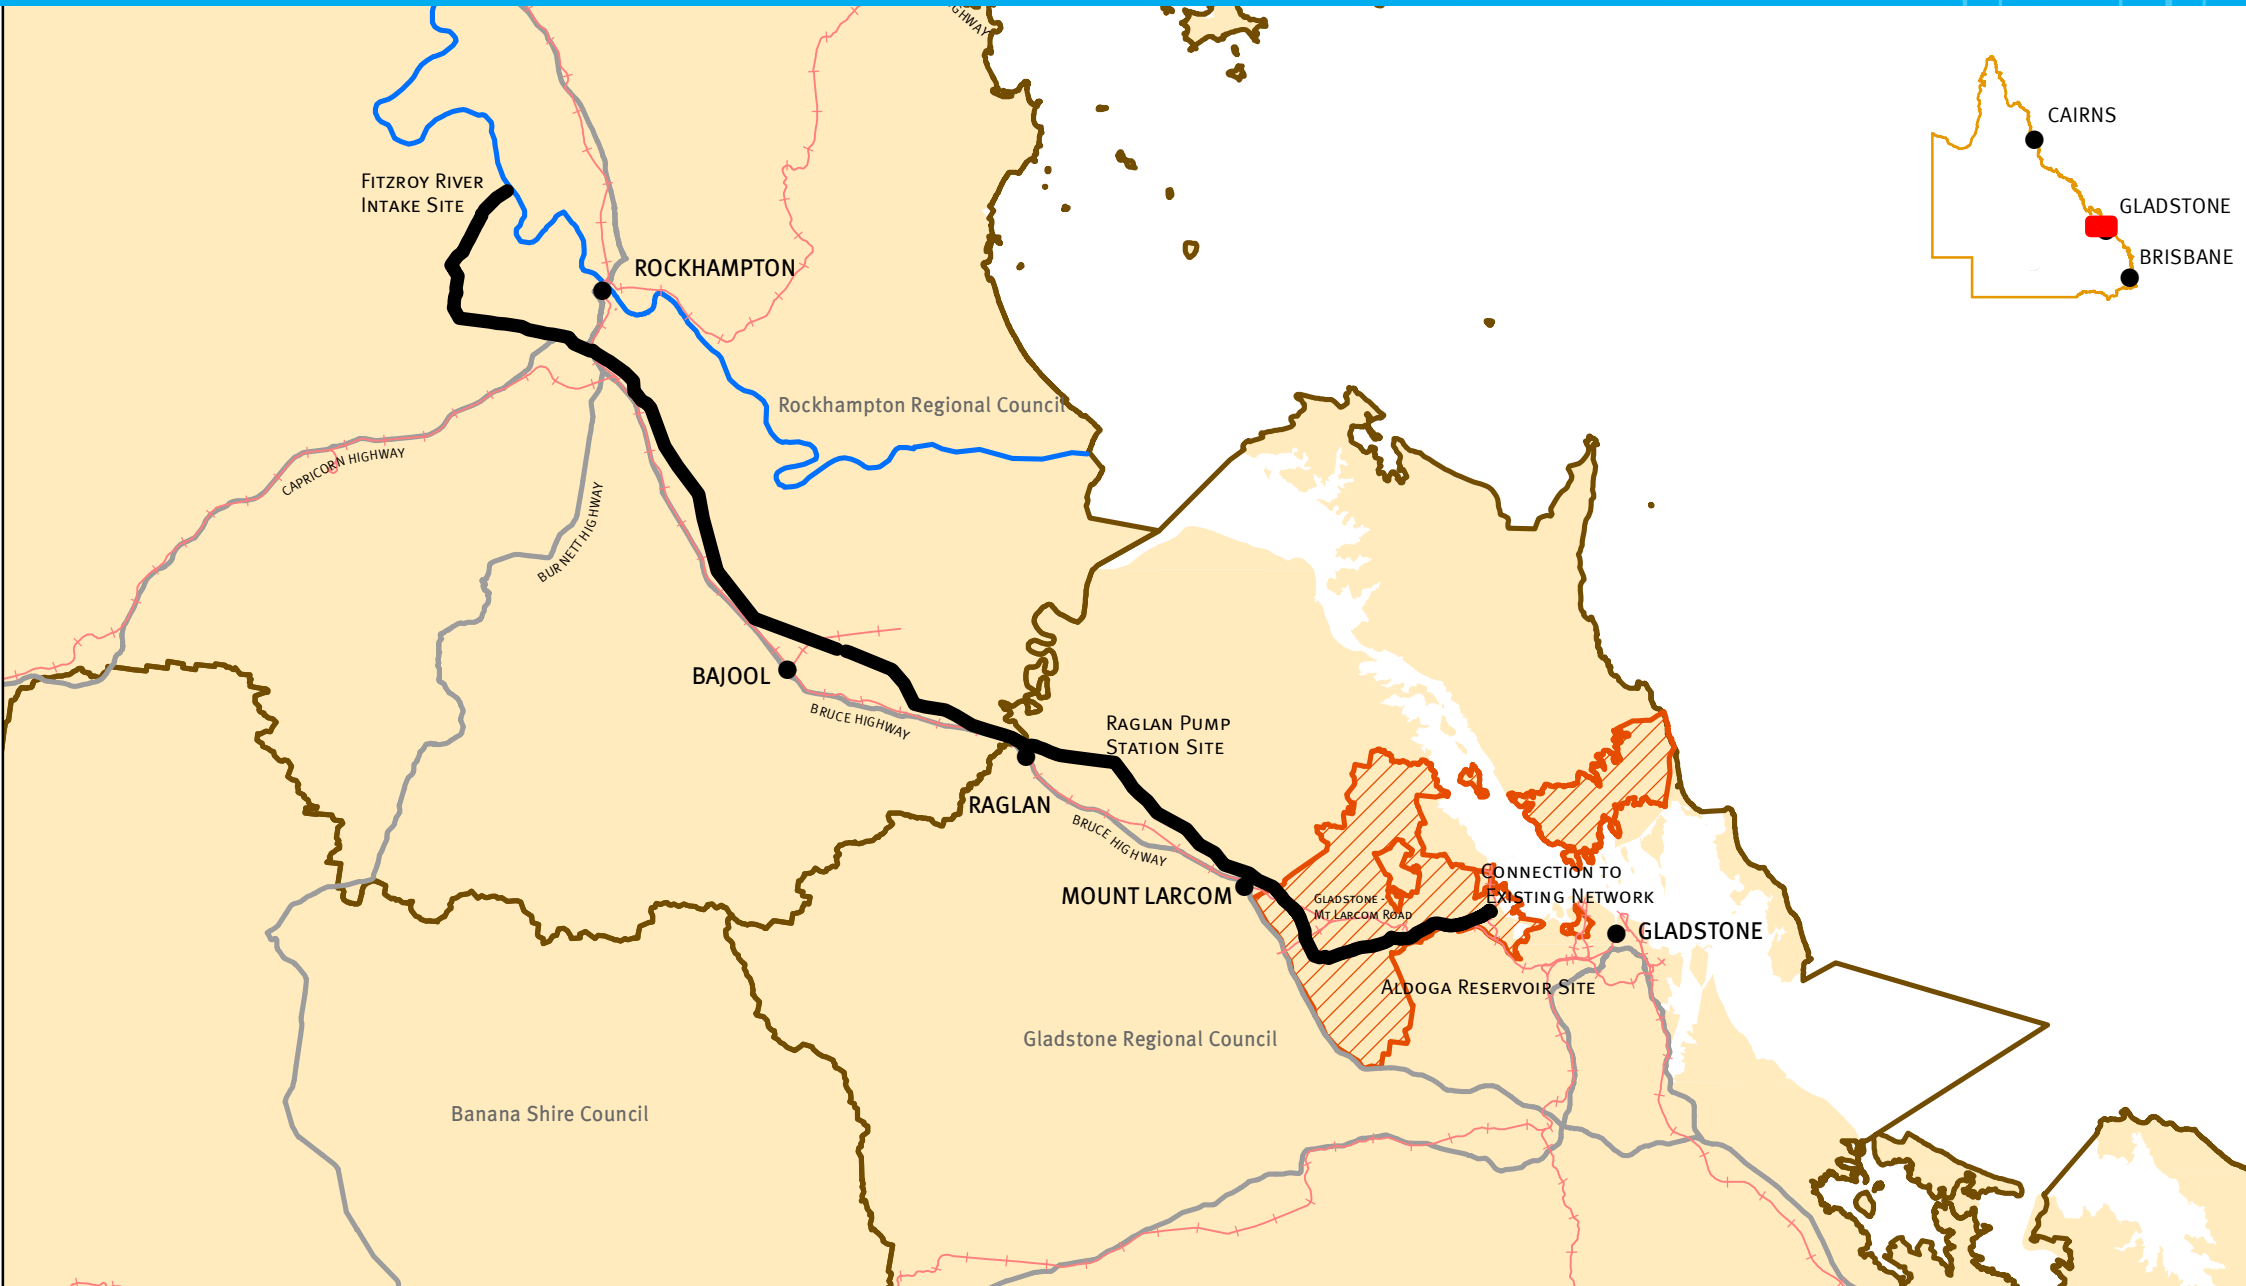 HIGHWAY
CAIRNS
GLADSTONE
BRISBANE
Fitzroy River
Intake Site
ROCKHAMPTON
Rockhampton Regional Council
CAPRICORN HIGHWAY
BURNETT HIGHWAY
BAJOOL
BRUCE HIGHWAY
Raglan Pump
Station Site
RAGLAN
BRUCE HIGHWAY
MOUNT LARCOM
Gladstone -
Mt Larcom Road
Connection to
Existing Network
GLADSTONE
Aldoga Reservoir Site
Gladstone Regional Council
Banana Shire Council